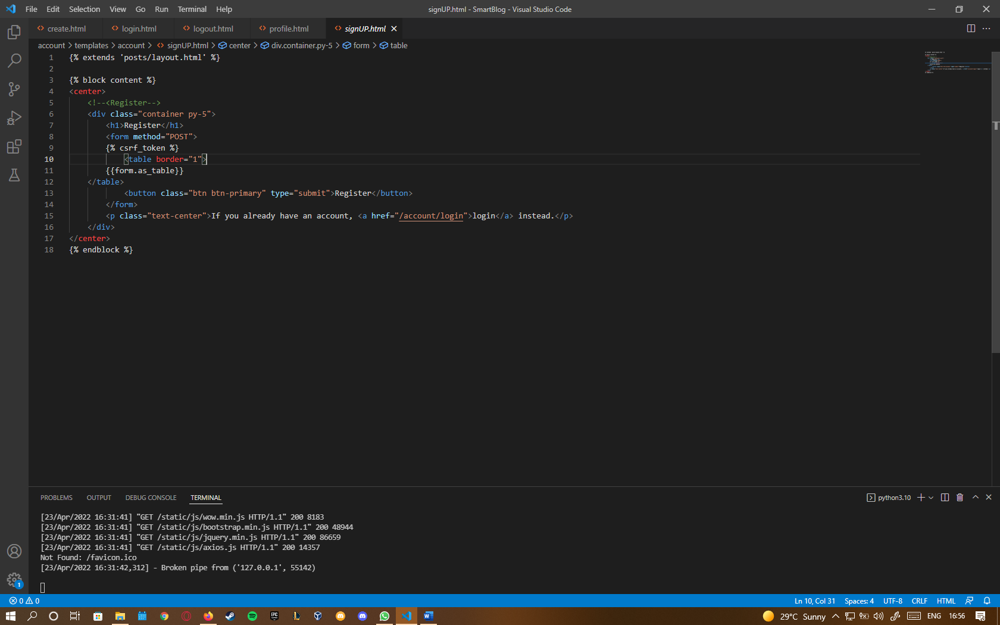 File Edit Selection View Go Run Terminal Help
signUP.html - SmartBlog - Visual Studio Code
create.html login.html logout.html profile.html signUP.html
account > templates > account > signUP.html > center > div.container.py-5 > form > table
1 {% extends 'posts/layout.html' %}
2
3 {% block content %}
4 <center>
5 <!--<Register-->
6 <div class="container py-5">
7 <h1>Register</h1>
8 <form method="POST">
9 {% csrf_token %}
10 <table border="1">
11 {{form.as_table}}
12 </table>
13 <button class="btn btn-primary" type="submit">Register</button>
14 </form>
15 <p class="text-center">If you already have an account, <a href="/account/login">login</a> instead.</p>
16 </div>
17 </center>
18 {% endblock %}
PROBLEMS OUTPUT DEBUG CONSOLE TERMINAL
python3.10
[23/Apr/2022 16:31:41] "GET /static/js/wow.min.js HTTP/1.1" 200 8183
[23/Apr/2022 16:31:41] "GET /static/js/bootstrap.min.js HTTP/1.1" 200 48944
[23/Apr/2022 16:31:41] "GET /static/js/jquery.min.js HTTP/1.1" 200 86659
[23/Apr/2022 16:31:41] "GET /static/js/axios.js HTTP/1.1" 200 14357
Not Found: /favicon.ico
[23/Apr/2022 16:31:42,312] - Broken pipe from ('127.0.0.1', 55142)
1
0 0
Ln 10, Col 31 Spaces: 4 UTF-8 CRLF HTML
EPIC
29°C Sunny
ENG 16:56